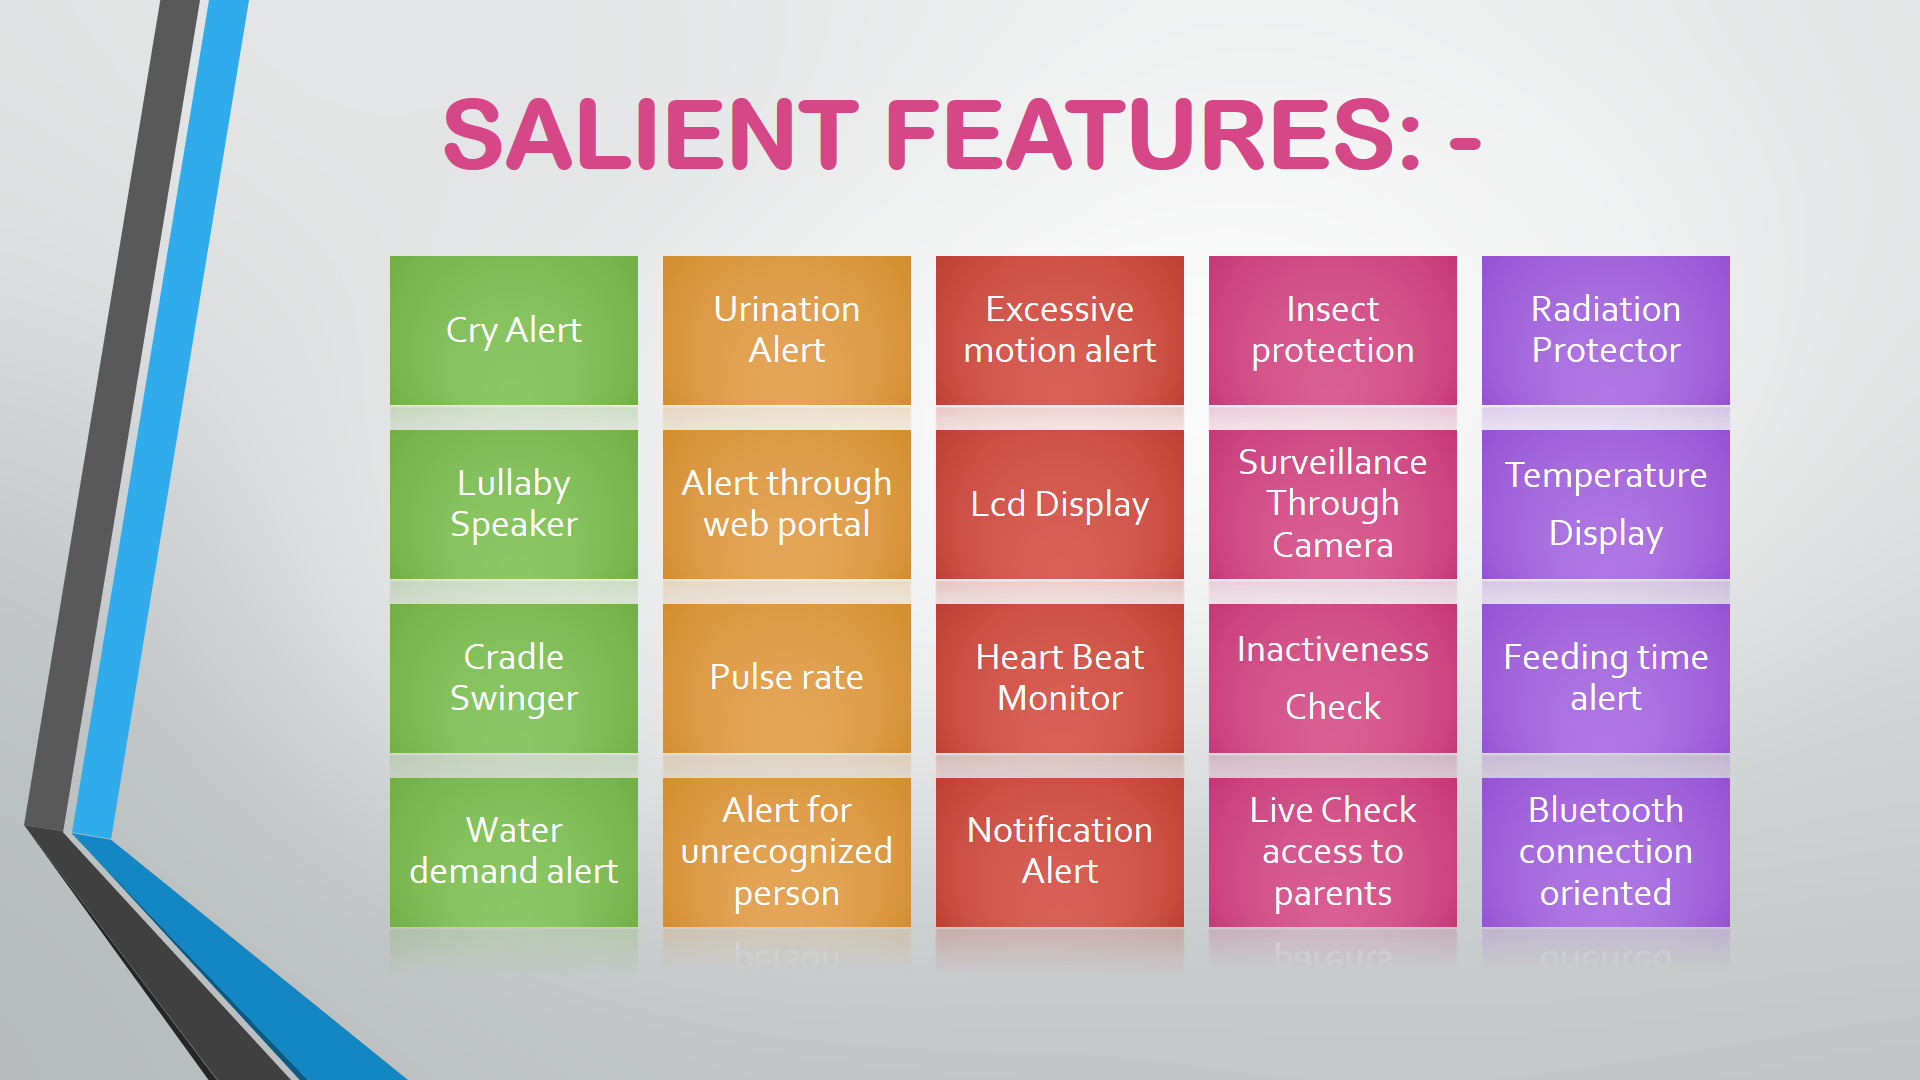 SALIENT FEATURES: -
Cry Alert
Urination
Alert
Excessive
motion alert
Insect
protection
Radiation
Protector
Lullaby
Speaker
Alert through
web portal
Lcd Display
Surveillance
Through
Camera
Temperature
Display
Cradle
Swinger
Pulse rate
Heart Beat
Monitor
Inactiveness
Check
Feeding time
alert
Water
demand alert
Alert for
unrecognized
person
Notification
Alert
Live Check
access to
parents
Bluetooth
connection
oriented